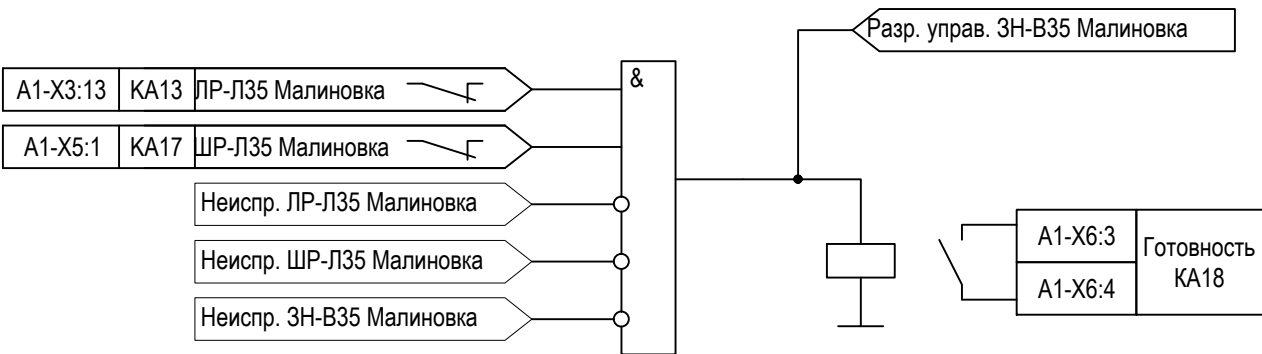 Разр. управ. ЗН-В35 Малиновка
&
A1-X3:13 KA13 ЛР-Л35 Малиновка
A1-X5:1 KA17 ШР-Л35 Малиновка
Неиспр. ЛР-Л35 Малиновка
Неиспр. ШР-Л35 Малиновка
Неиспр. ЗН-В35 Малиновка
A1-X6:3
A1-X6:4
Готовность
KA18